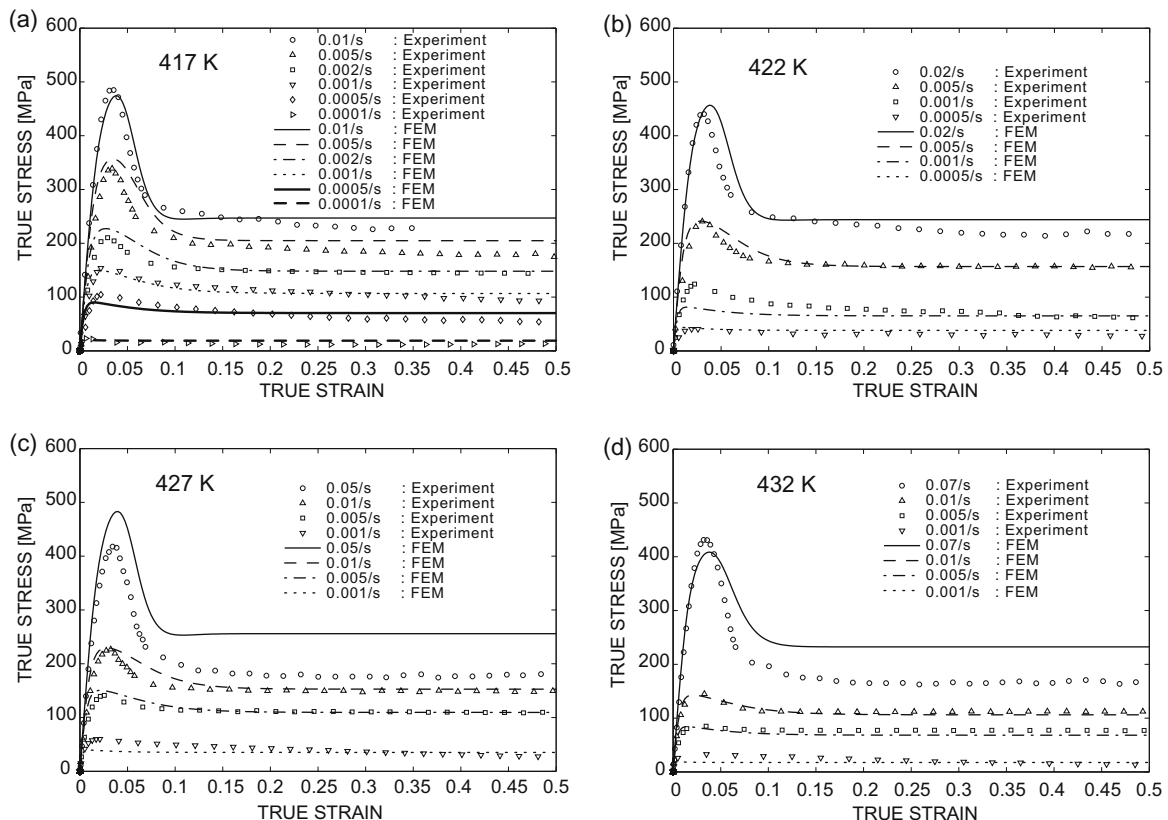 (a)
600
500
400
300
200
100
0
TRUE STRESS [MPa]
417 K
0.01/s : Experiment
0.005/s : Experiment
0.002/s : Experiment
0.001/s : Experiment
0.0005/s : Experiment
0.0001/s : Experiment
0.01/s : FEM
0.005/s : FEM
0.002/s : FEM
0.001/s : FEM
0.0005/s : FEM
0.0001/s : FEM
0 0.05 0.1 0.15 0.2 0.25 0.3 0.35 0.4 0.45 0.5
TRUE STRAIN
(b)
600
500
400
300
200
100
0
TRUE STRESS [MPa]
422 K
0.02/s : Experiment
0.005/s : Experiment
0.001/s : Experiment
0.0005/s : Experiment
0.02/s : FEM
0.005/s : FEM
0.001/s : FEM
0.0005/s : FEM
0 0.05 0.1 0.15 0.2 0.25 0.3 0.35 0.4 0.45 0.5
TRUE STRAIN
(c)
600
500
400
300
200
100
0
TRUE STRESS [MPa]
427 K
0.05/s : Experiment
0.01/s : Experiment
0.005/s : Experiment
0.001/s : Experiment
0.05/s : FEM
0.01/s : FEM
0.005/s : FEM
0.001/s : FEM
0 0.05 0.1 0.15 0.2 0.25 0.3 0.35 0.4 0.45 0.5
TRUE STRAIN
(d)
600
500
400
300
200
100
0
TRUE STRESS [MPa]
432 K
0.07/s : Experiment
0.01/s : Experiment
0.005/s : Experiment
0.001/s : Experiment
0.07/s : FEM
0.01/s : FEM
0.005/s : FEM
0.001/s : FEM
0 0.05 0.1 0.15 0.2 0.25 0.3 0.35 0.4 0.45 0.5
TRUE STRAIN